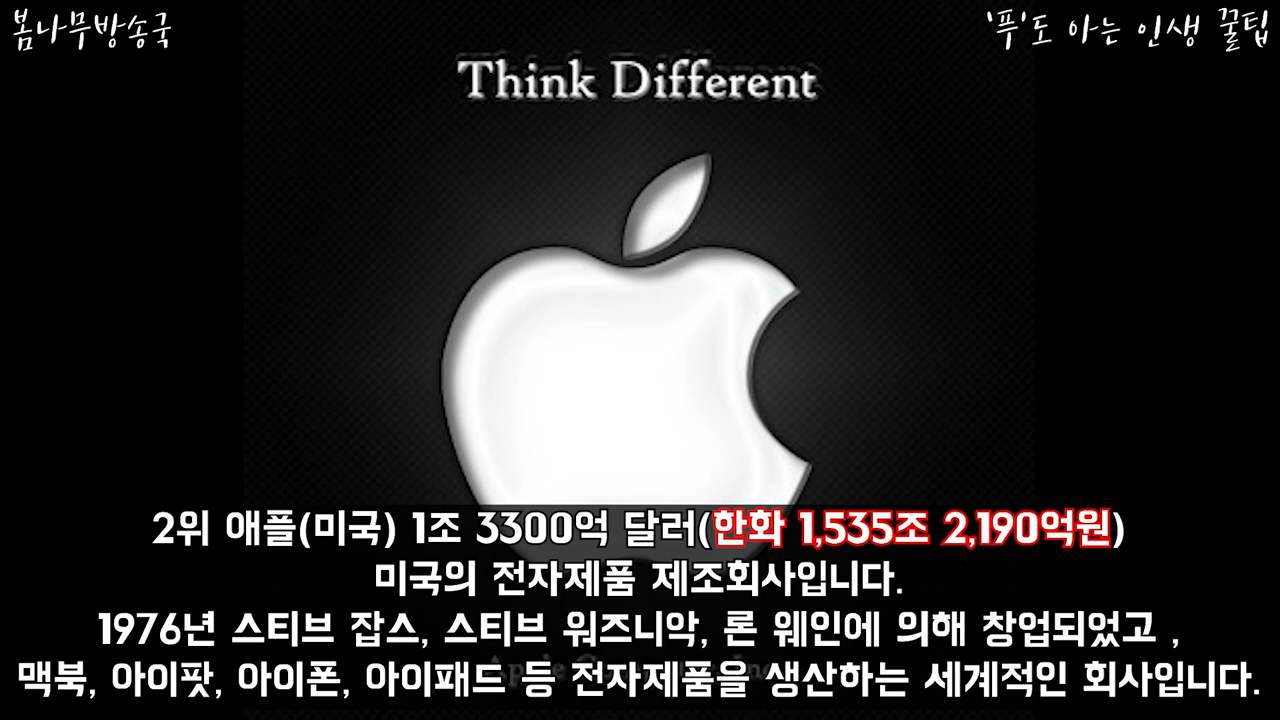 봄나무방송국
'푸'도 아는 인생 꿀팁
Think Different
2위 애플(미국) 1조 3300억 달러(한화 1,535조 2,190억원)
미국의 전자제품 제조회사입니다.
1976년 스티브 잡스, 스티브 워즈니악, 론 웨인에 의해 창업되었고 ,
맥북, 아이팟, 아이폰, 아이패드 등 전자제품을 생산하는 세계적인 회사입니다.